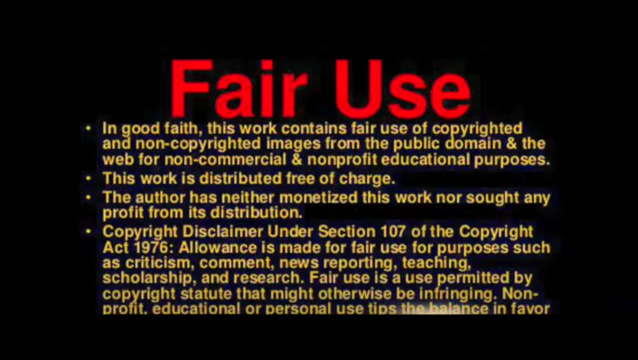 Fair Use
• In good faith, this work contains fair use of copyrighted
and non-copyrighted images from the public domain & the
web for non-commercial & nonprofit educational purposes.
• This work is distributed free of charge.
• The author has neither monetized this work nor sought any
profit from its distribution.
• Copyright Disclaimer Under Section 107 of the Copyright
Act 1976: Allowance is made for fair use for purposes such
as criticism, comment, news reporting, teaching,
scholarship, and research. Fair use is a use permitted by
copyright statute that might otherwise be infringing. Non-
profit, educational or personal use tips the balance in favor